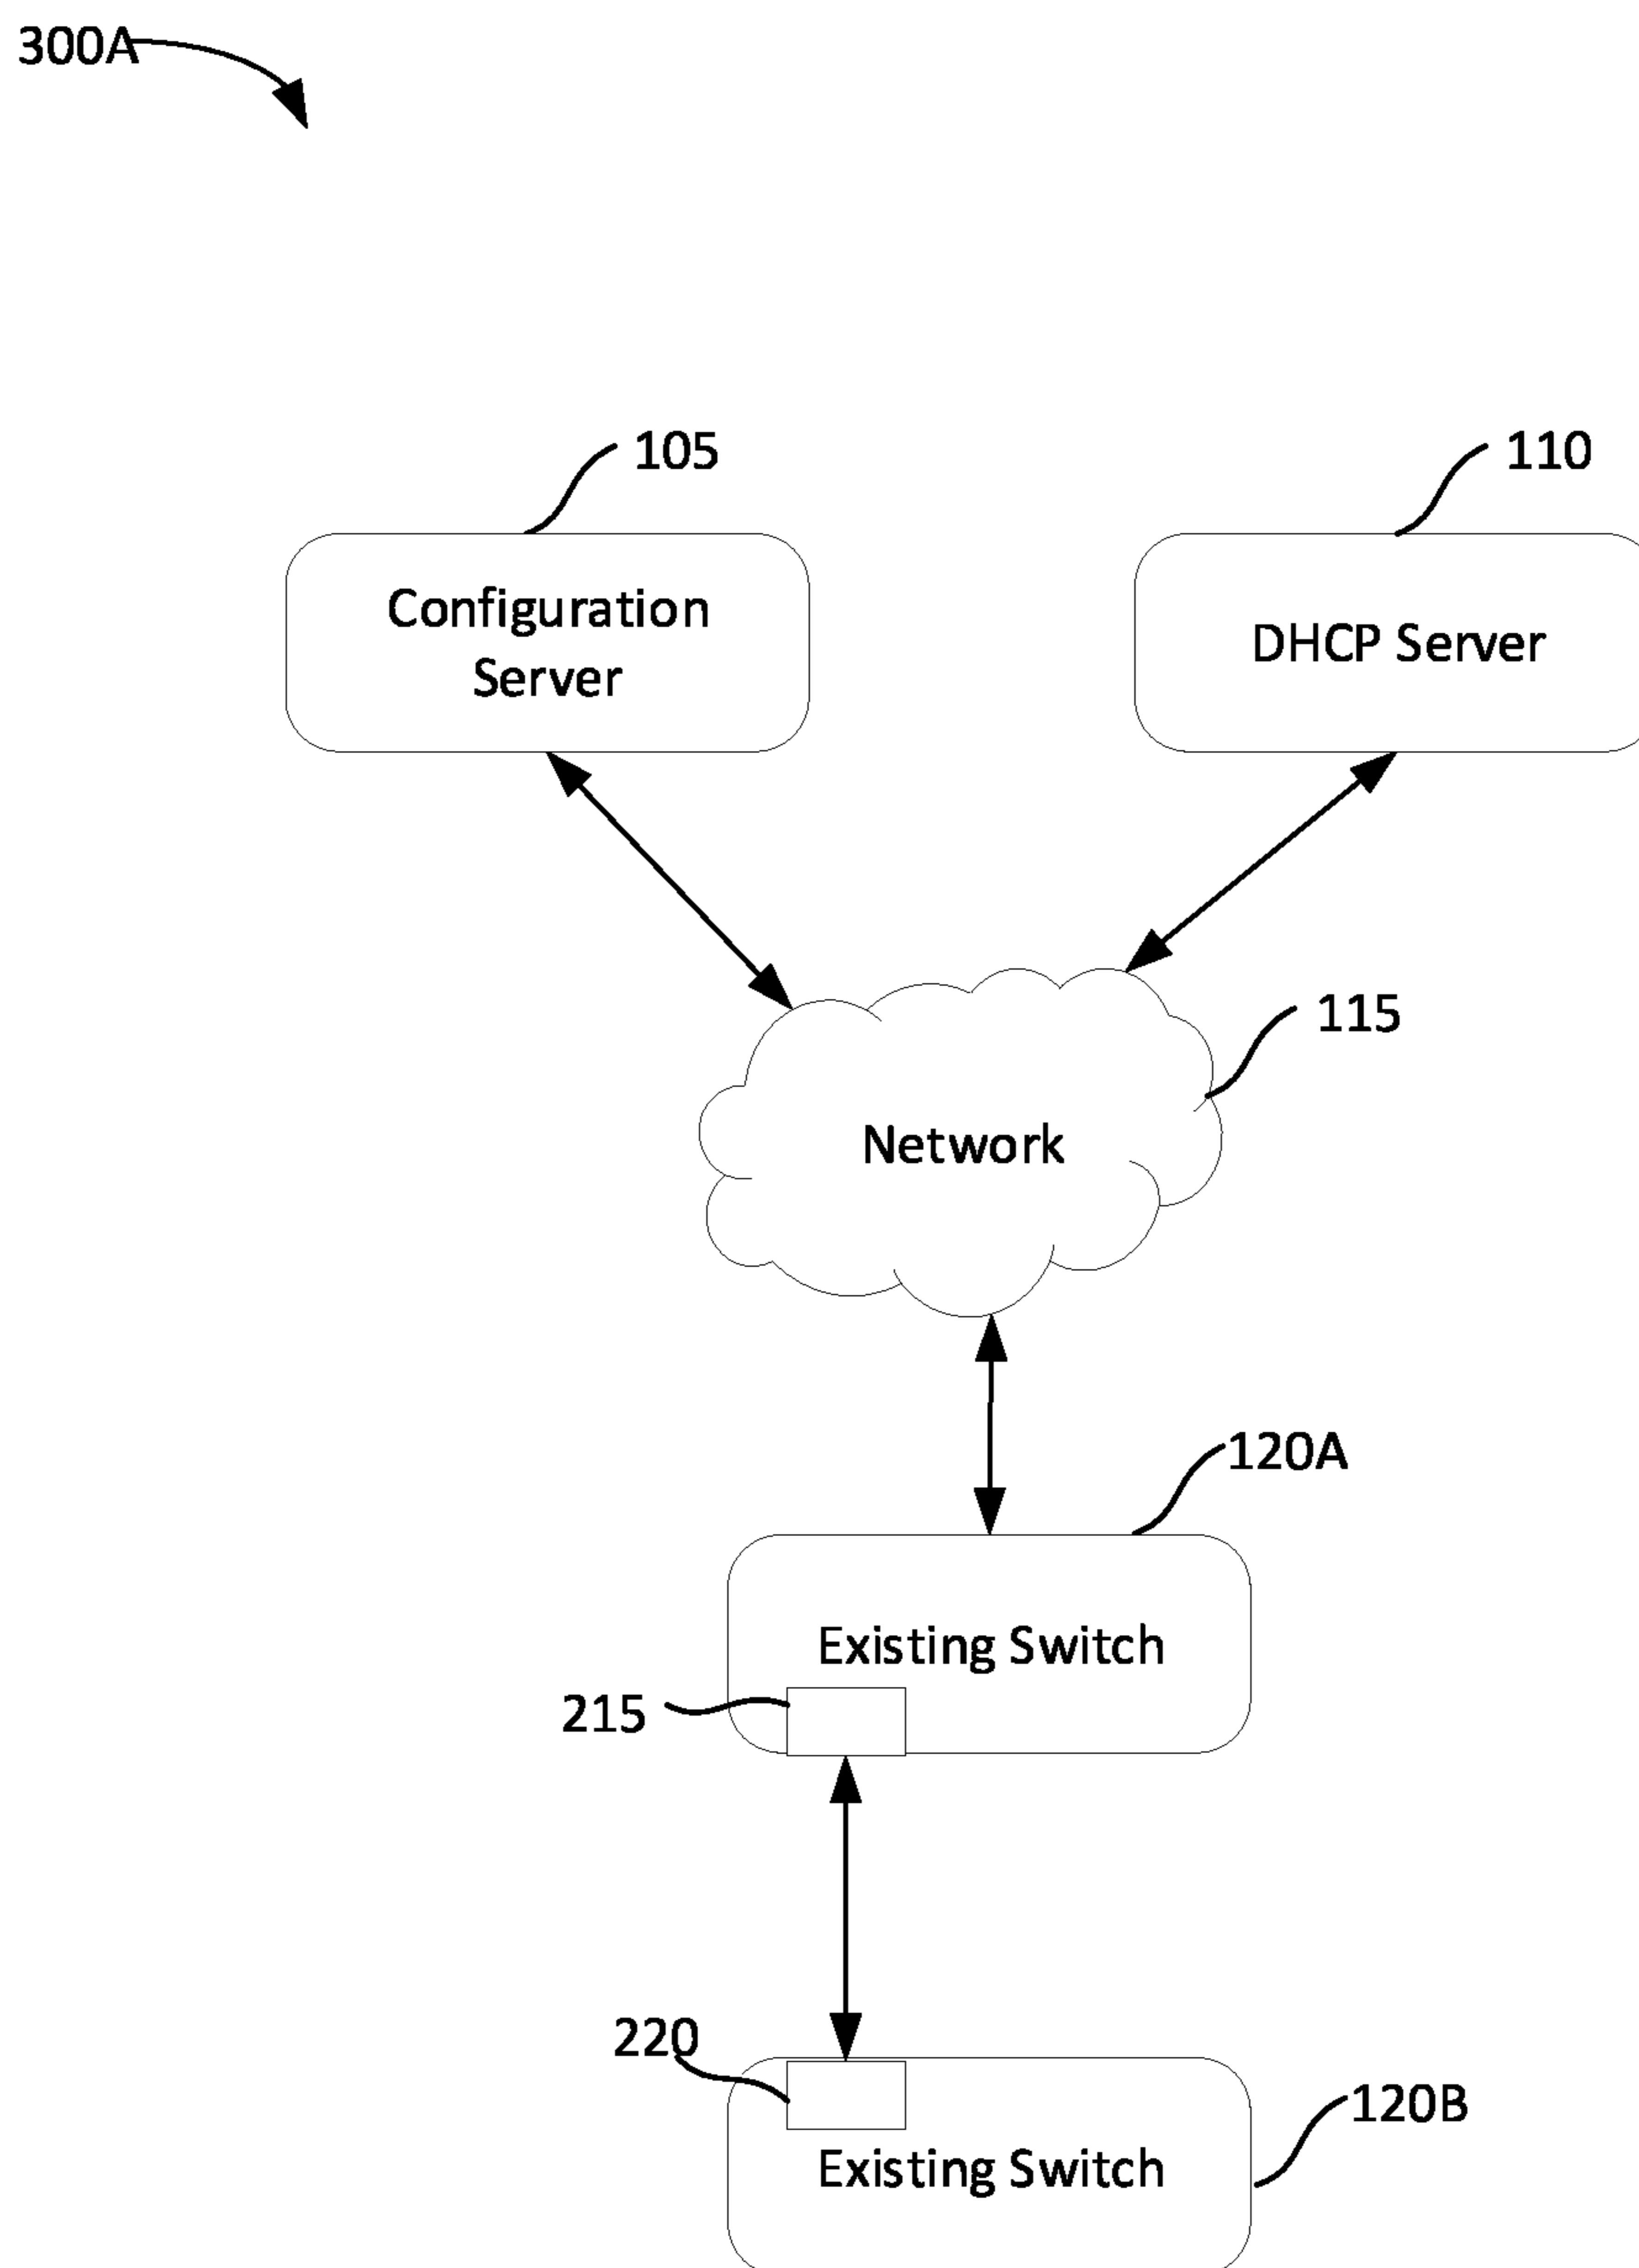 300A
105
110
Configuration
Server
DHCP Server
115
Network
120A
Existing Switch
215
220
120B
Existing Switch